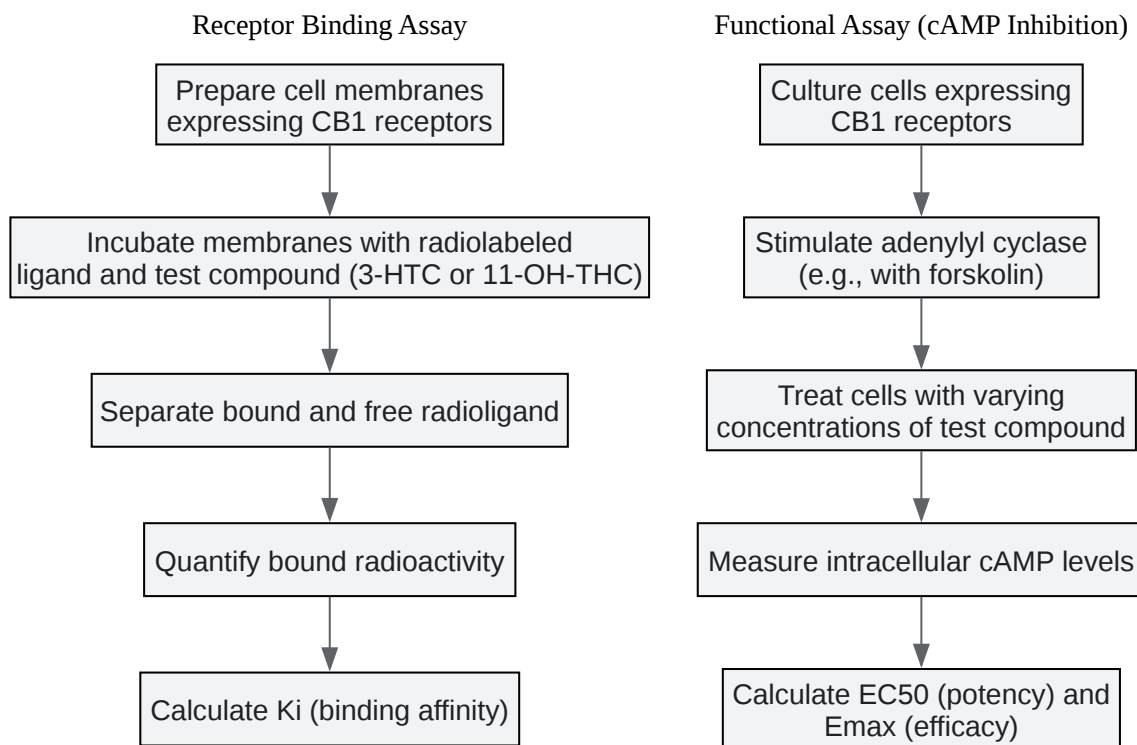 Receptor Binding Assay
Prepare cell membranes
expressing CB1 receptors
Incubate membranes with radiolabeled
ligand and test compound (3-HTC or 11-OH-THC)
Separate bound and free radioligand
Quantify bound radioactivity
Calculate Ki (binding affinity)
Functional Assay (cAMP Inhibition)
Culture cells expressing
CB1 receptors
Stimulate adenylyl cyclase
(e.g., with forskolin)
Treat cells with varying
concentrations of test compound
Measure intracellular cAMP levels
Calculate EC50 (potency) and
Emax (efficacy)